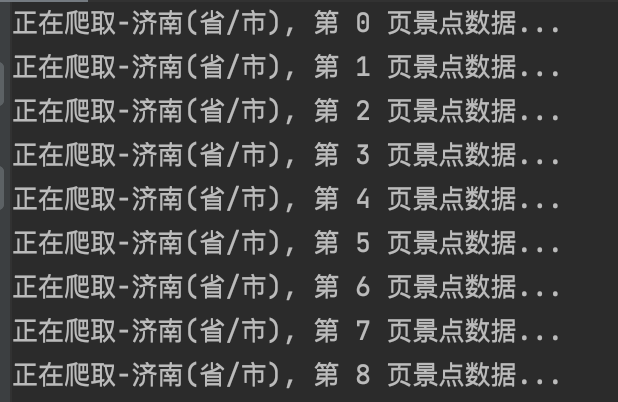 正在爬取-济南(省/市), 第 0 页景点数据...
正在爬取-济南(省/市), 第 1 页景点数据...
正在爬取-济南(省/市), 第 2 页景点数据...
正在爬取-济南(省/市), 第 3 页景点数据...
正在爬取-济南(省/市), 第 4 页景点数据...
正在爬取-济南(省/市), 第 5 页景点数据...
正在爬取-济南(省/市), 第 6 页景点数据...
正在爬取-济南(省/市), 第 7 页景点数据...
正在爬取-济南(省/市), 第 8 页景点数据...